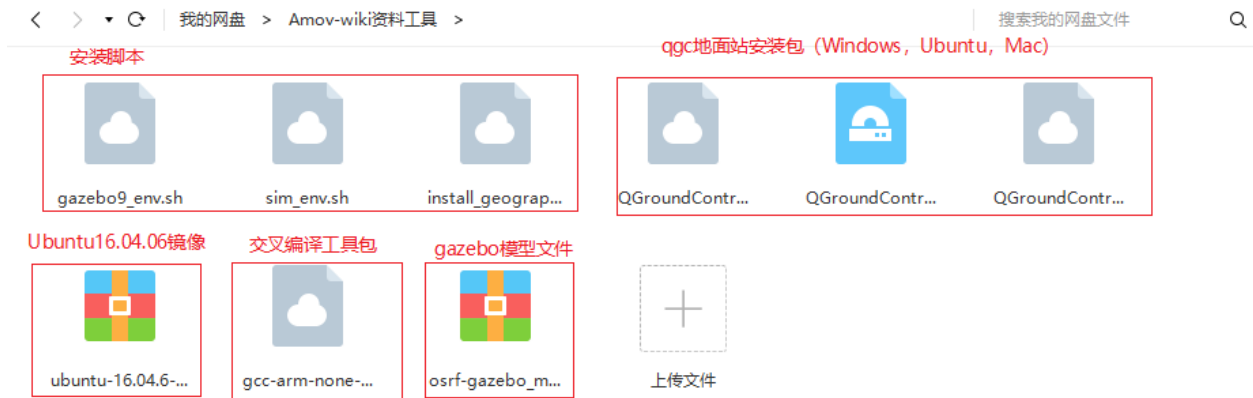 我的网盘 > Amov-wiki资料工具 >
搜索我的网盘文件
安装脚本
qgc地面站安装包（Windows，Ubuntu，Mac）
gazebo9_env.sh
sim_env.sh
install_geograp...
QGroundContr...
QGroundContr...
QGroundContr...
Ubuntu16.04.06镜像
交叉编译工具包
gazebo模型文件
ubuntu-16.04.6-...
gcc-arm-none-...
osrf-gazebo_m...
上传文件